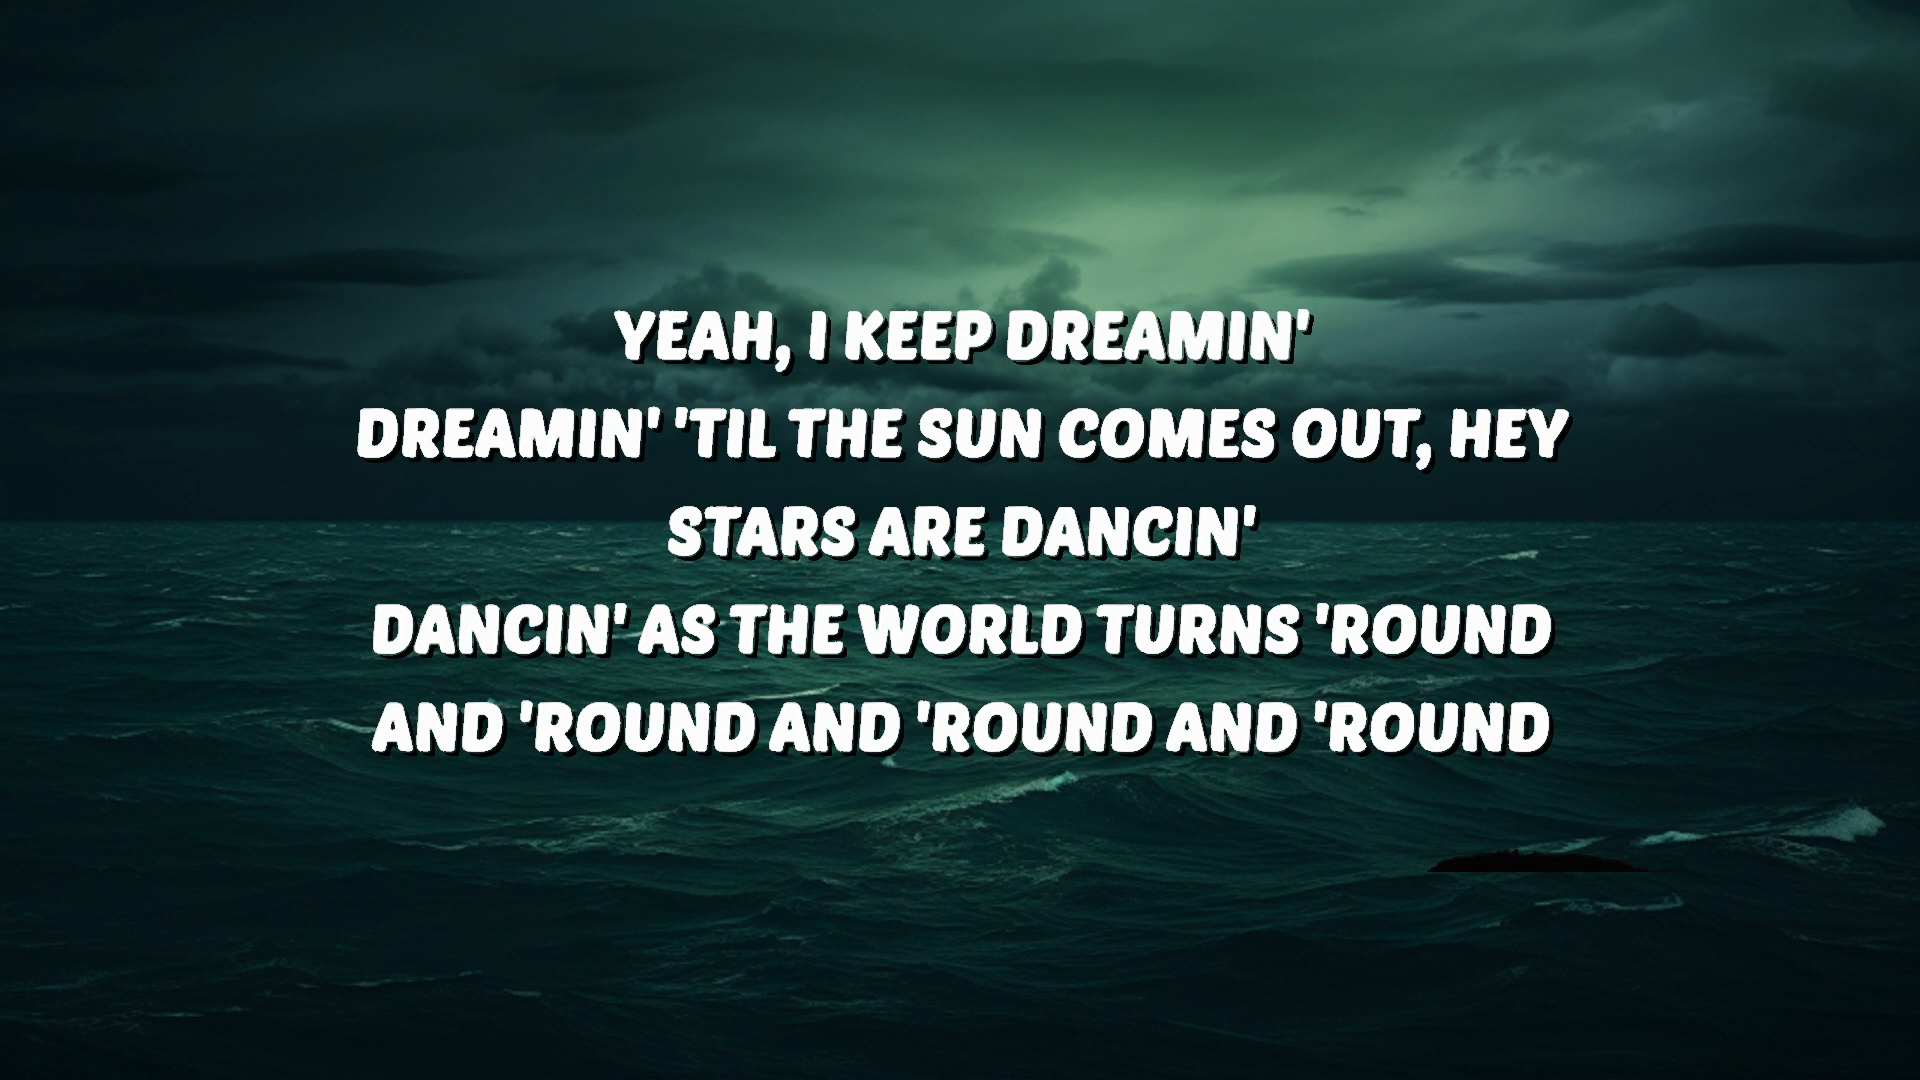 YEAH, I KEEP DREAMIN'
DREAMIN' 'TIL THE SUN COMES OUT, HEY
STARS ARE DANCIN'
DANCIN' AS THE WORLD TURNS 'ROUND
AND 'ROUND AND 'ROUND AND 'ROUND